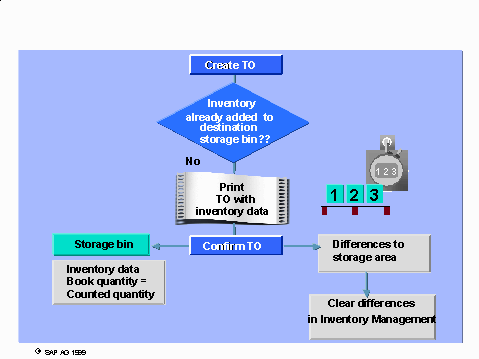 Create TO
Inventory
already added to
destination
storage bin??
No
Print
TO with
inventory data
1 2 3
1 2 3
Storage bin
Confirm TO
Differences to
storage area
Inventory data
Book quantity =
Counted quantity
Clear differences
in Inventory Management
© SAP AG 1999